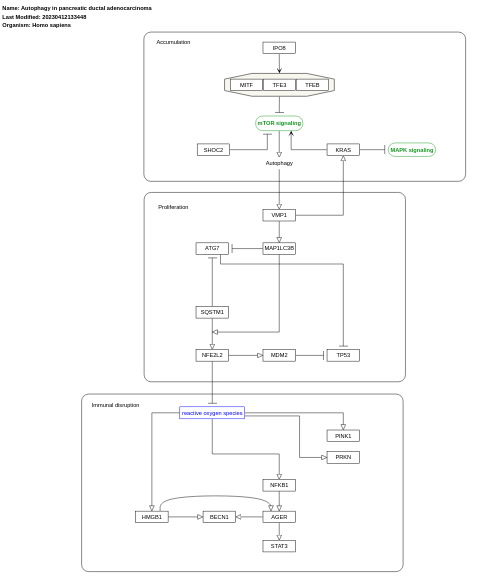 Name: Autophagy in pancreatic ductal adenocarcinoma
Last Modified: 20230412133448
Organism: Homo sapiens
Accumulation
IPO8
MITF TFE3 TFEB
mTOR signaling
SHOC2 KRAS MAPK signaling
Autophagy
Proliferation
VMP1
ATG7 MAP1LC3B
SQSTM1
NFE2L2 MDM2 TP53
Immunal disruption
reactive oxygen species
PINK1
PRKN
NFKB1
HMGB1 BECN1 AGER
STAT3